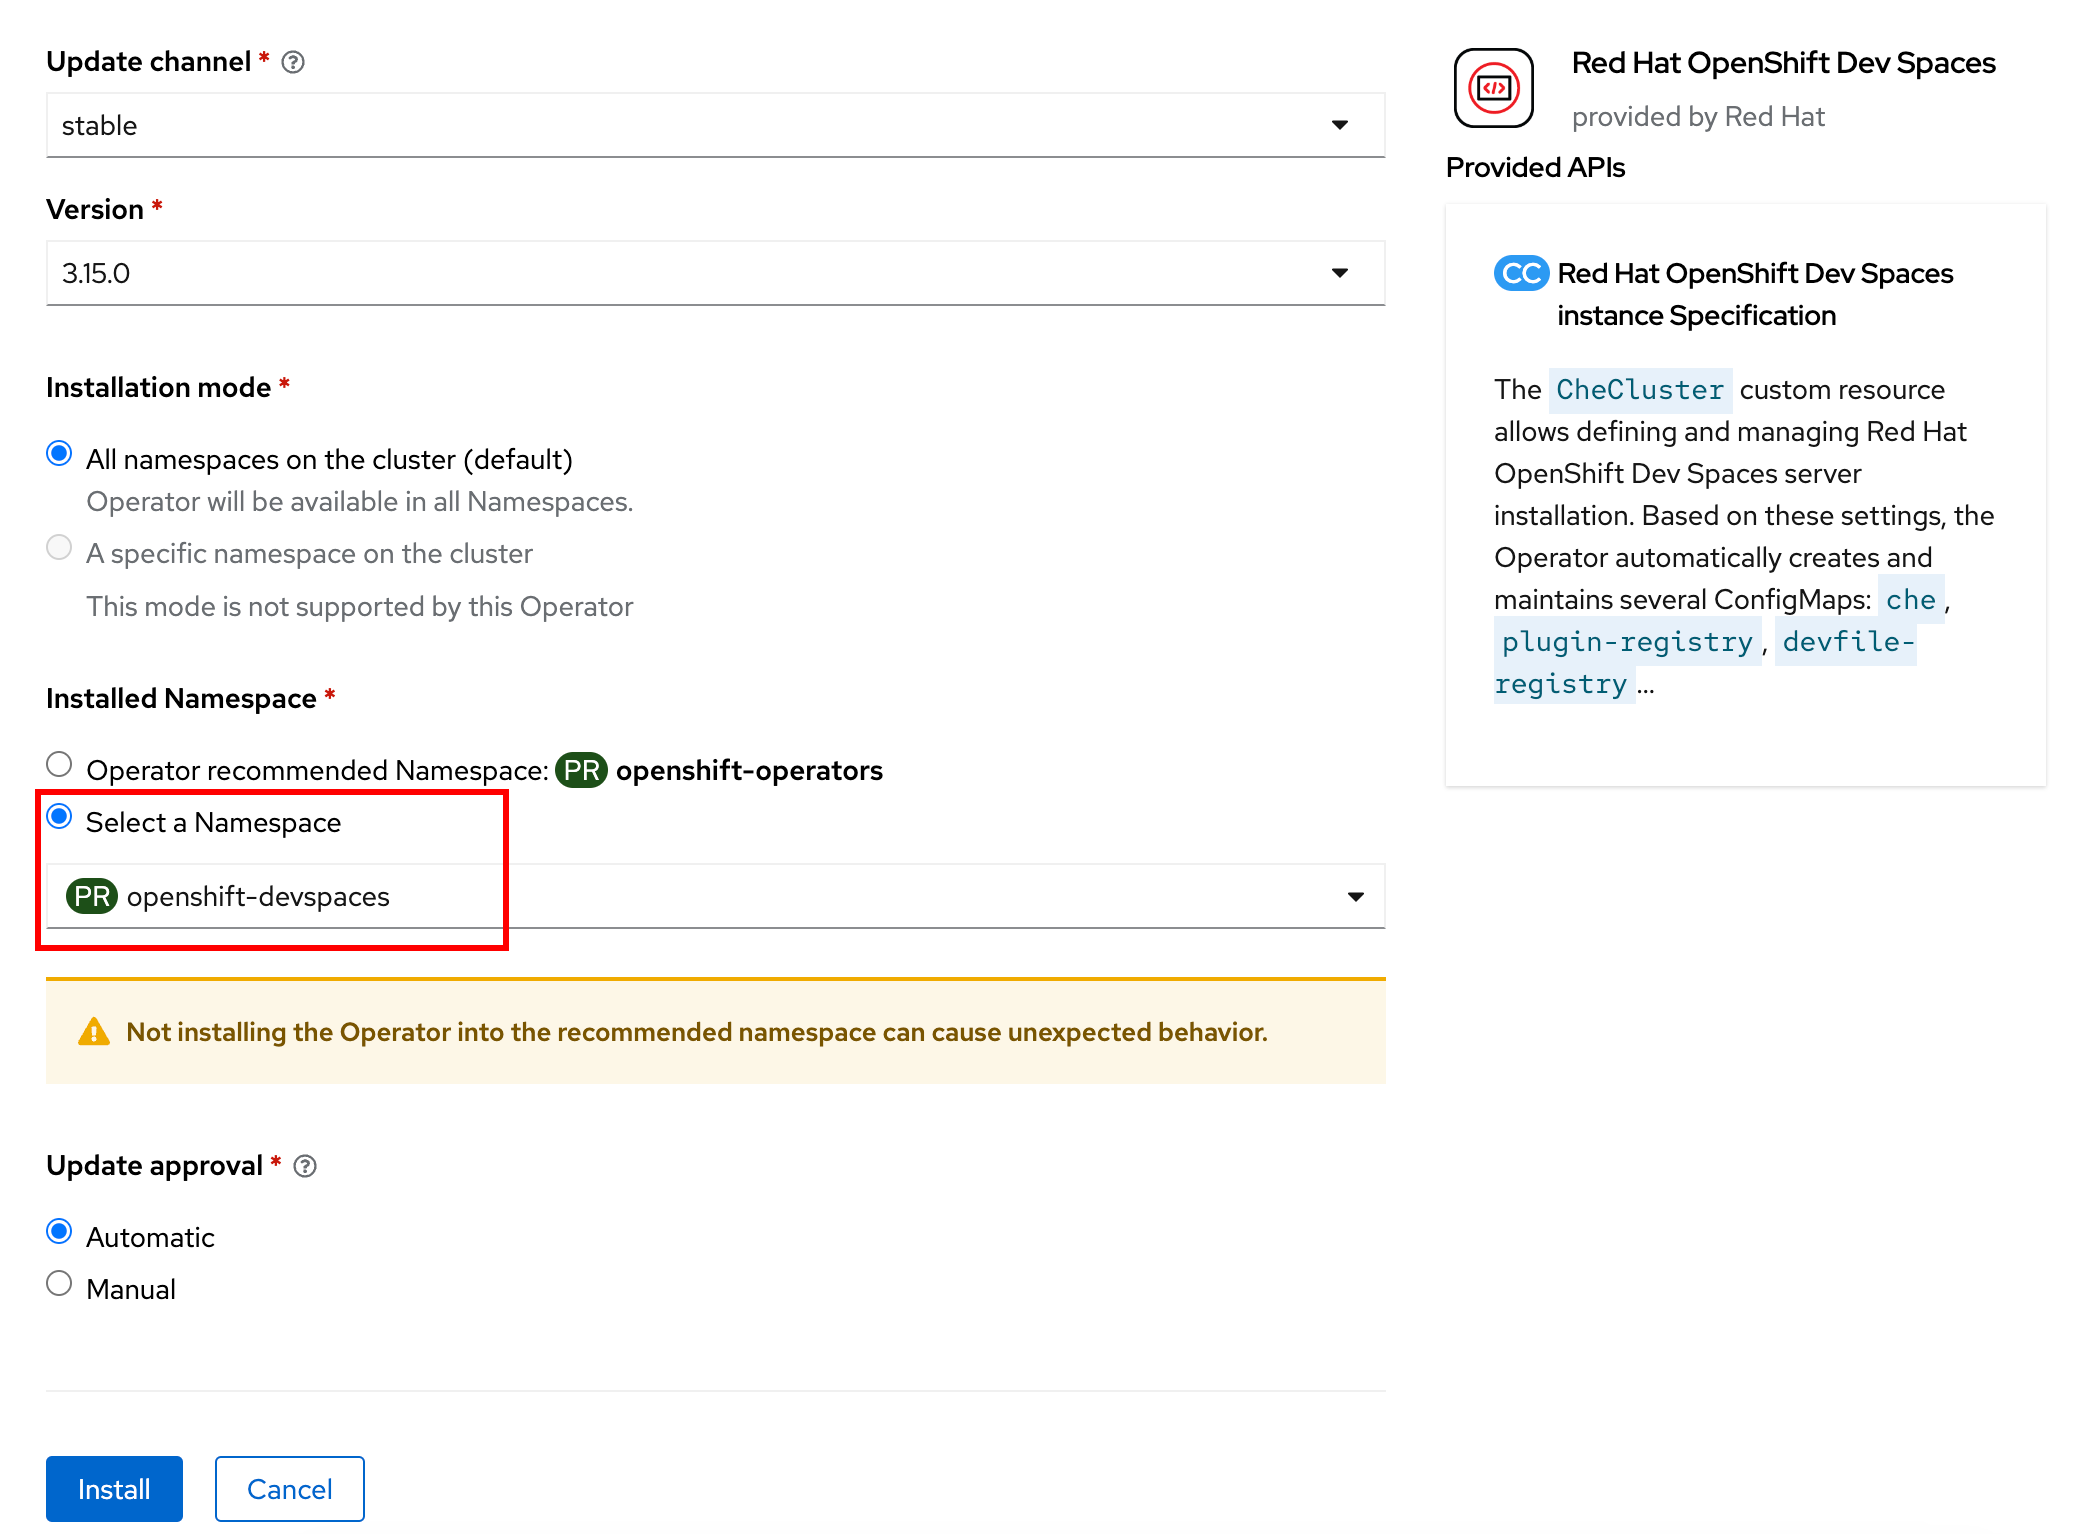 Update channel *
stable
Version *
3.15.0
Installation mode *
All namespaces on the cluster (default)
Operator will be available in all Namespaces.
A specific namespace on the cluster
This mode is not supported by this Operator
Installed Namespace *
Operator recommended Namespace: PR openshift-operators
Select a Namespace
PR openshift-devspaces
Not installing the Operator into the recommended namespace can cause unexpected behavior.
Update approval *
Automatic
Manual
Install
Cancel
Red Hat OpenShift Dev Spaces
provided by Red Hat
Provided APIs
CC Red Hat OpenShift Dev Spaces
instance Specification
The CheCluster custom resource
allows defining and managing Red Hat
OpenShift Dev Spaces server
installation. Based on these settings, the
Operator automatically creates and
maintains several ConfigMaps: che ,
plugin-registry , devfile-
registry ...